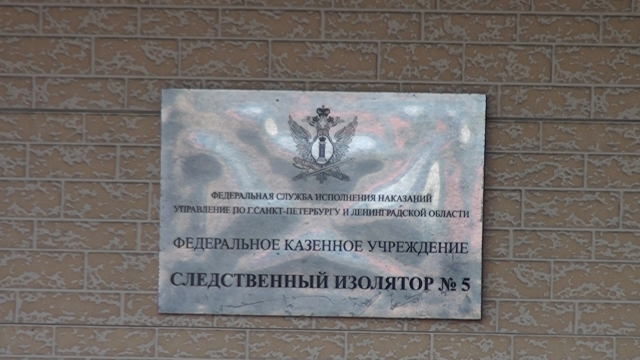 ФЕДЕРАЛЬНАЯ СЛУЖБА ИСПОЛНЕНИЯ НАКАЗАНИЙ
УПРАВЛЕНИЕ ПО Г.САНКТ-ПЕТЕРБУРГУ И ЛЕНИНГРАДСКОЙ ОБЛАСТИ
ФЕДЕРАЛЬНОЕ КАЗЕННОЕ УЧРЕЖДЕНИЕ
СЛЕДСТВЕННЫЙ ИЗОЛЯТОР № 5